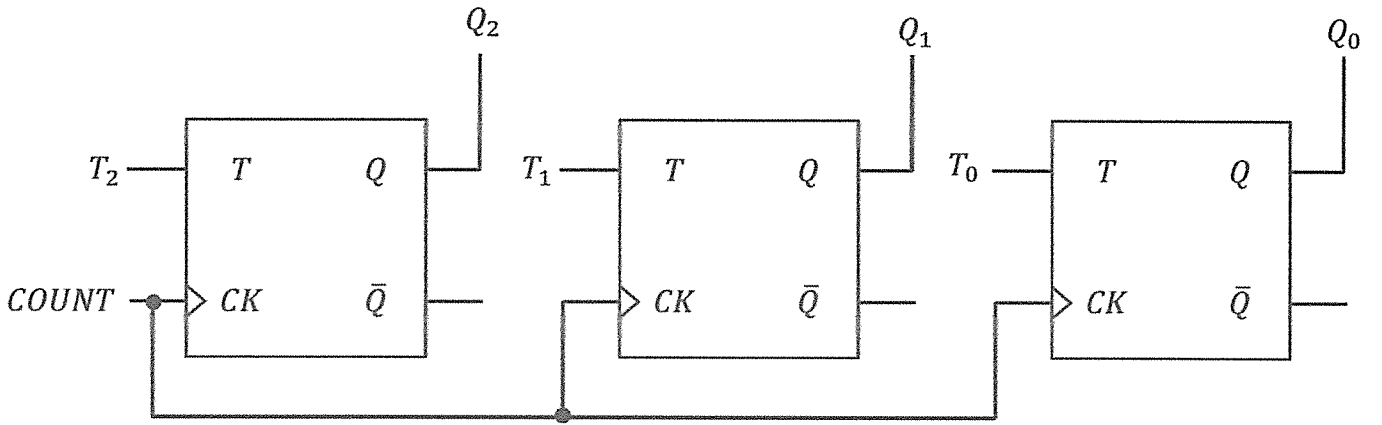 Q₂ Q₁ Q₀
T₂ T Q T₁ T Q T₀ T Q
COUNT CK Q̄ CK Q̄ CK Q̄